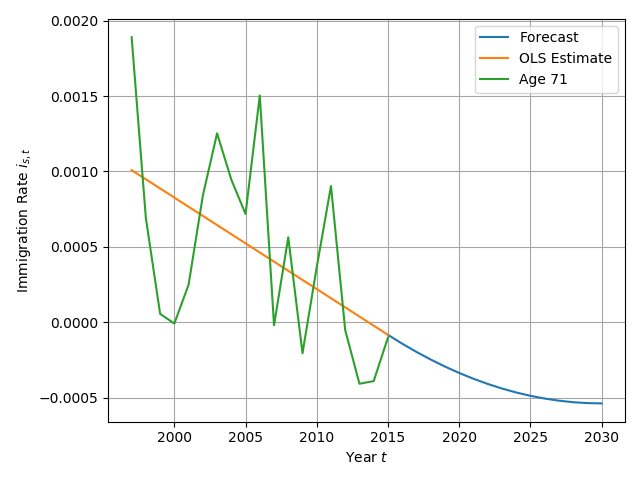 0.0020
0.0015
0.0010
0.0005
0.0000
−0.0005
Immigration Rate i_{s,t}
Forecast
OLS Estimate
Age 71
2000 2005 2010 2015 2020 2025 2030
Year t